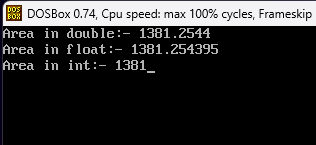 DOSBox 0.74, Cpu speed: max 100% cycles, Frameskip
Area in double:- 1381.2544
Area in float:- 1381.254395
Area in int:- 1381_